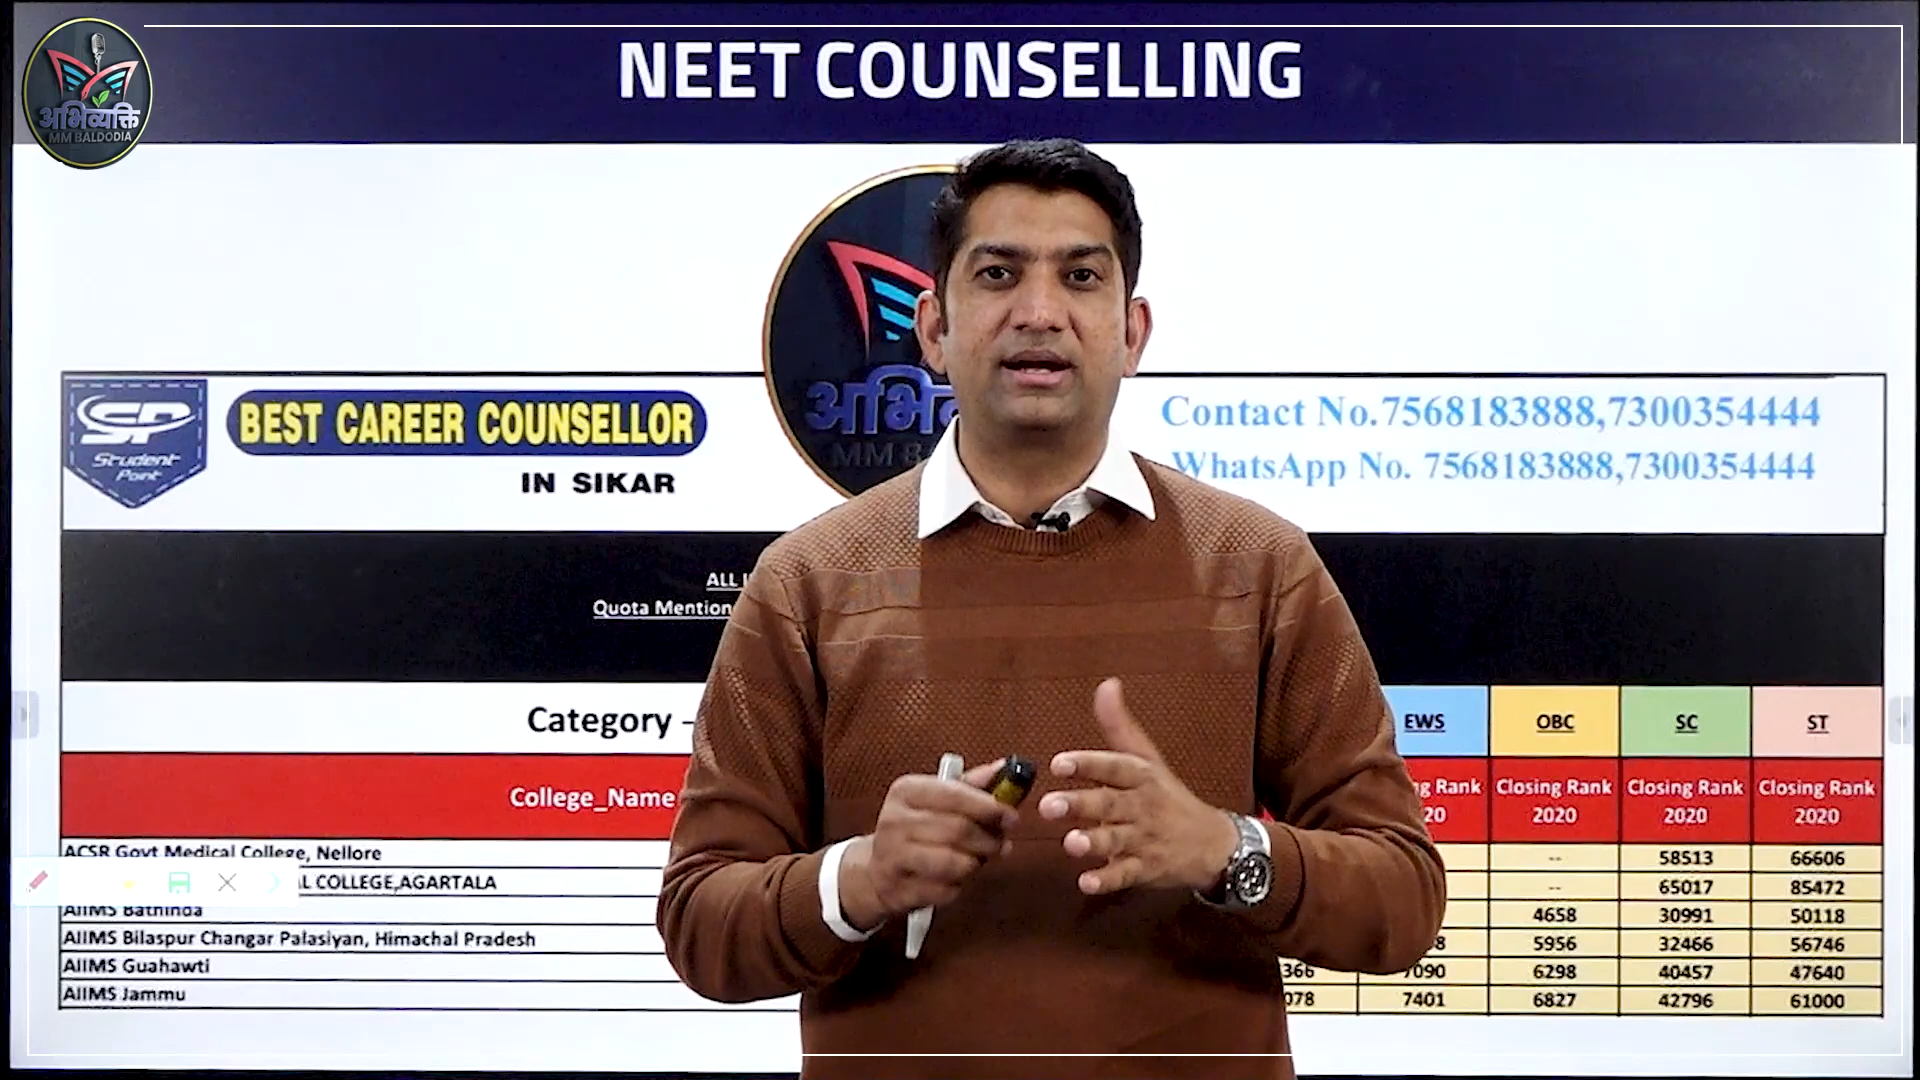 NEET COUNSELLING
अभिव्यक्ति
MM BALDODIA
SP
Student
Point
BEST CAREER COUNSELLOR
IN SIKAR
Contact No.7568183888,7300354444
WhatsApp No. 7568183888,7300354444
ALL
Quota Mention
Category - EWS OBC SC ST
College_Name Closing Rank 2020 Closing Rank 2020 Closing Rank 2020
ACSR Govt Medical College, Nellore -- 58513 66606
COLLEGE,AGARTALA -- 65017 85472
AIIMS Bathinda 4658 30991 50118
AIIMS Bilaspur Changar Palasiyan, Himachal Pradesh 5956 32466 56746
AIIMS Guahawti 7090 6298 40457 47640
AIIMS Jammu 7401 6827 42796 61000